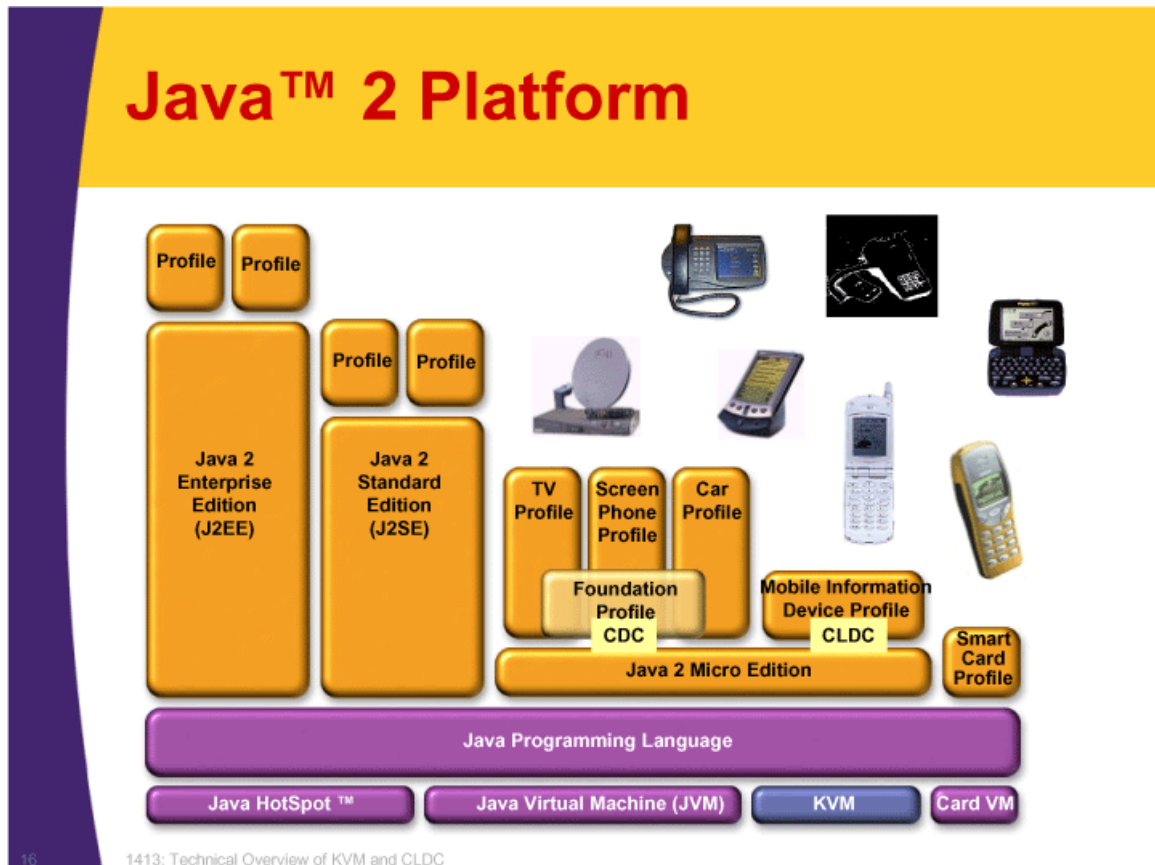 Java™ 2 Platform
Profile
Profile
Java 2
Enterprise
Edition
(J2EE)
Profile
Profile
Java 2
Standard
Edition
(J2SE)
TV
Profile
Screen
Phone
Profile
Car
Profile
Foundation
Profile
CDC
Mobile Information
Device Profile
CLDC
Java 2 Micro Edition
Smart
Card
Profile
Java Programming Language
Java HotSpot ™
Java Virtual Machine (JVM)
KVM
Card VM
16
1413: Technical Overview of KVM and CLDC